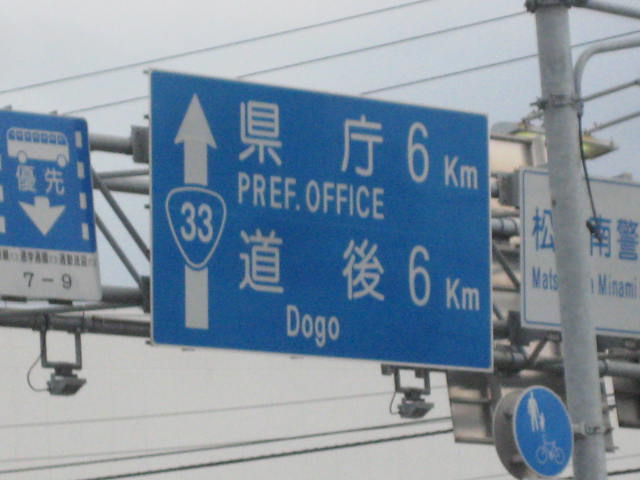 優先
7-9
県庁 6 Km
PREF. OFFICE
33
道後 6 Km
Dogo
松 南警
Mats Minami